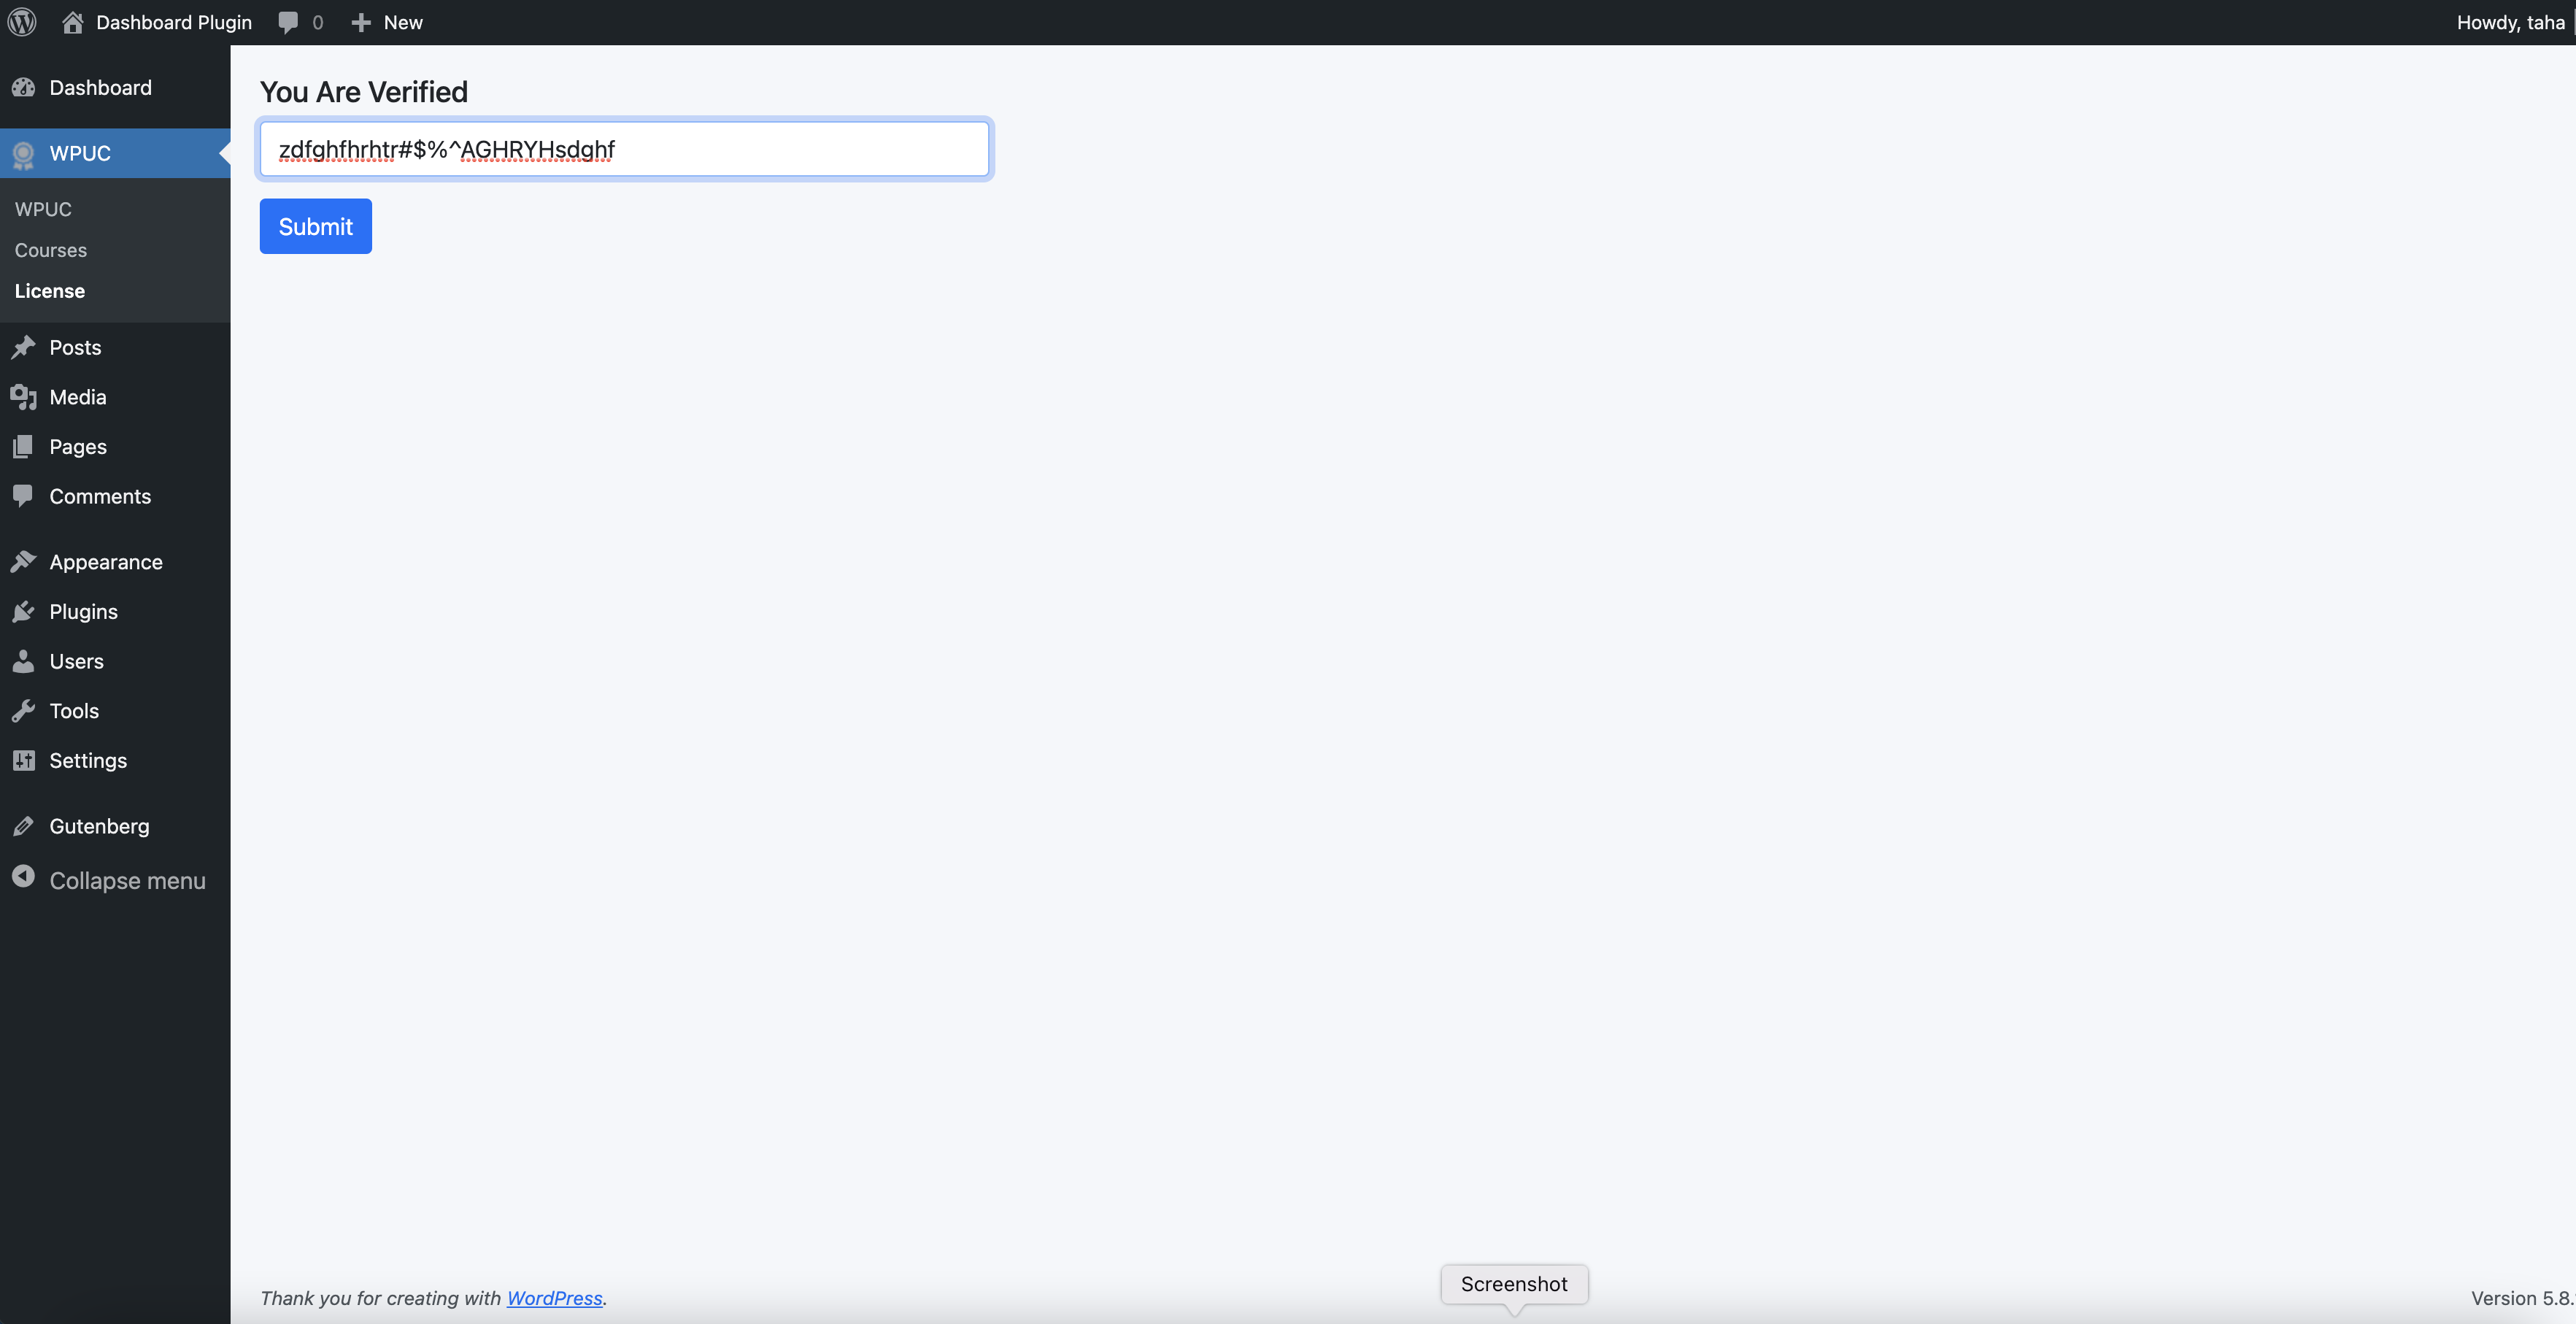 Dashboard Plugin 0 New Howdy, taha
Dashboard
WPUC
WPUC
Courses
License
Posts
Media
Pages
Comments
Appearance
Plugins
Users
Tools
Settings
Gutenberg
Collapse menu
You Are Verified
zdfghfhrhtr#$%^AGHRYHsdghf
Submit
Screenshot
Thank you for creating with WordPress.
Version 5.8.